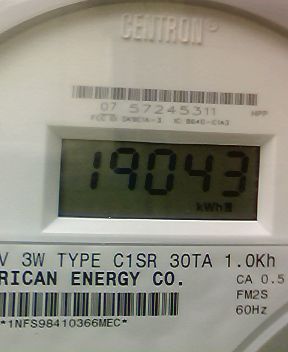 CENTRON®
07 57245311
HPP
19043
kWh
V 3W TYPE C1SR 30TA 1.0Kh
RICAN ENERGY CO.
CA 0.5
FM2S
60Hz
*1NFS98410366MEC*